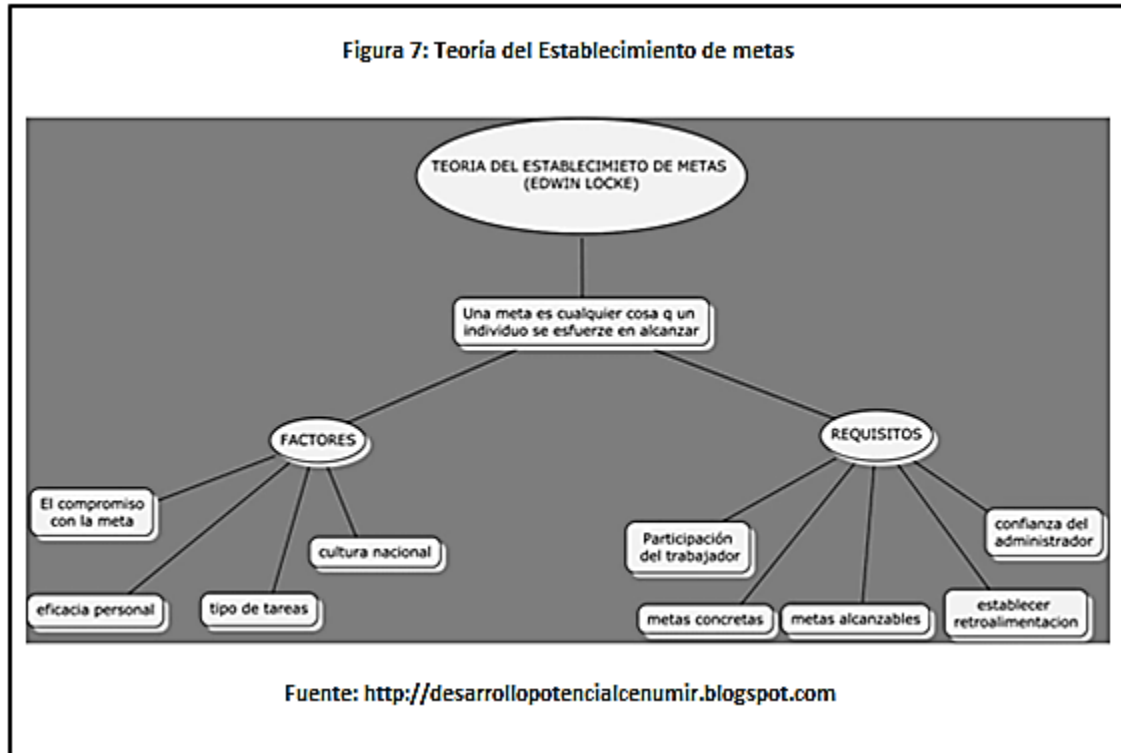 Figura 7: Teoría del Establecimiento de metas
TEORIA DEL ESTABLECIMIETO DE METAS
(EDWIN LOCKE)
Una meta es cualquier cosa q un
individuo se esfuerze en alcanzar
FACTORES
El compromiso
con la meta
eficacia personal
tipo de tareas
cultura nacional
REQUISITOS
Participación
del trabajador
metas concretas
metas alcanzables
establecer
retroalimentacion
confianza del
administrador
Fuente: http://desarrollopotencialcenumir.blogspot.com